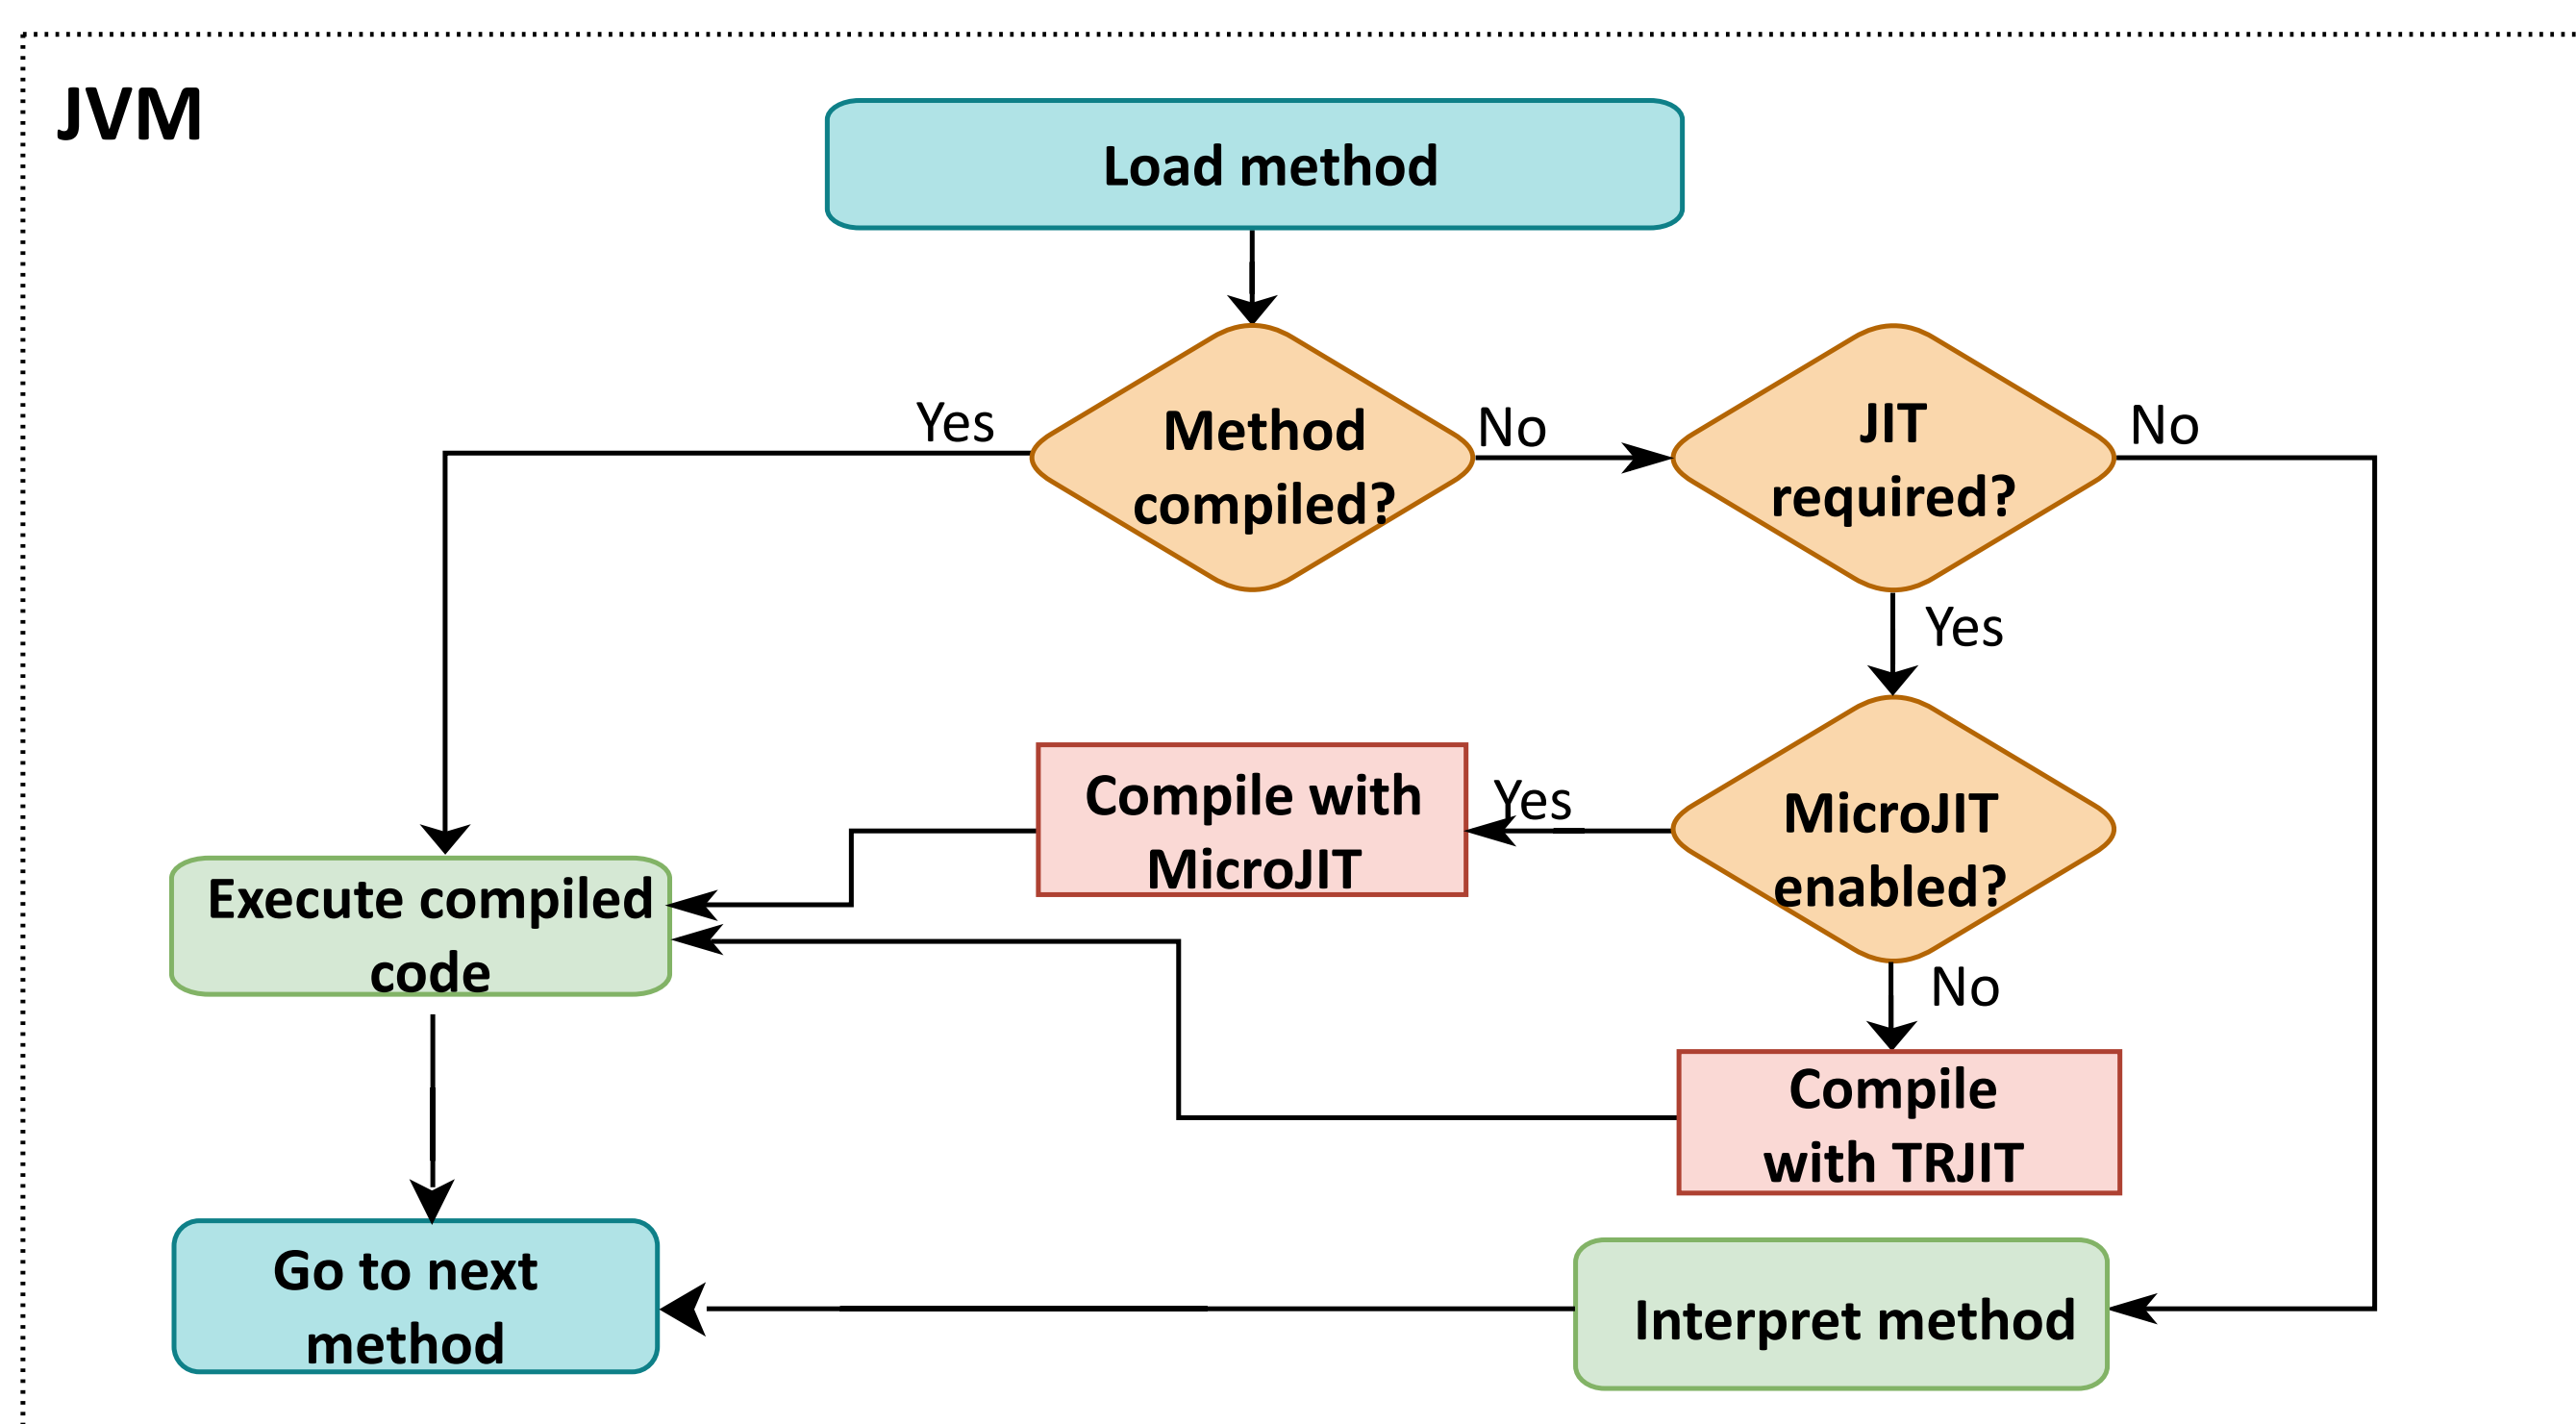 JVM
Load method
Yes
Method
compiled?
No
JIT
required?
No
Yes
Compile with
MicroJIT
Yes
MicroJIT
enabled?
Execute compiled
code
No
Compile
with TRJIT
Go to next
method
Interpret method